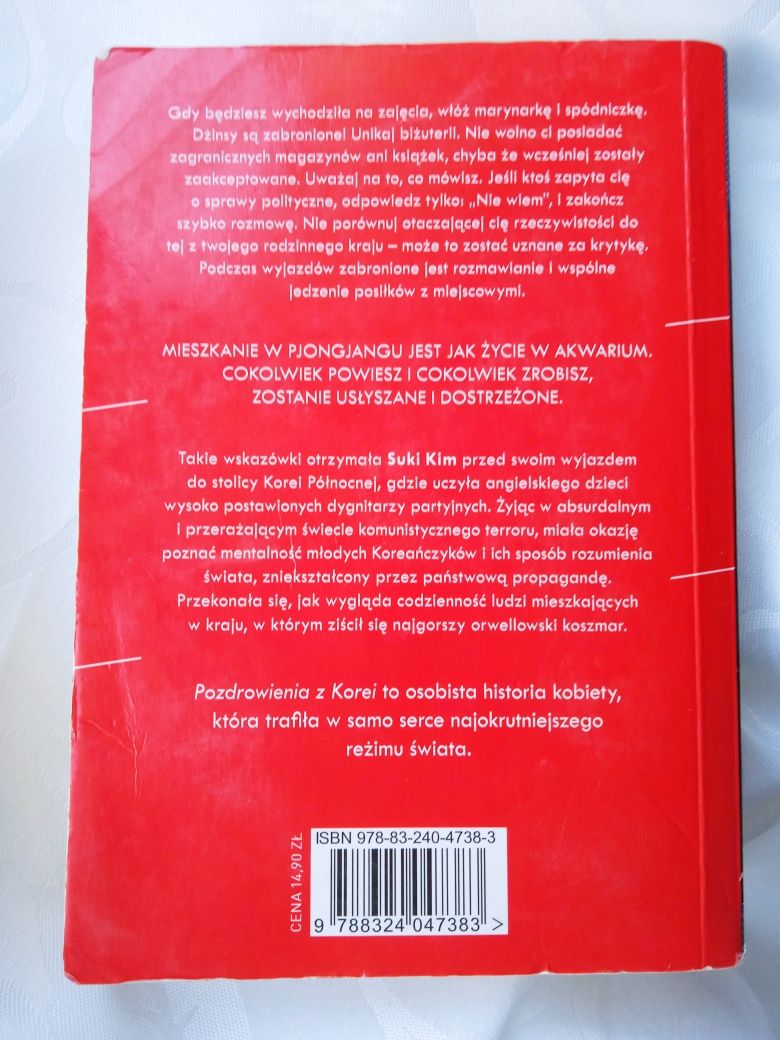 Gdy będziesz wychodziła na zajęcia, włóż marynarkę i spódniczkę.
Dżinsy są zabronione! Unikaj biżuterii. Nie wolno ci posiadać
zagranicznych magazynów ani książek, chyba że wcześniej zostały
zaakceptowane. Uważaj na to, co mówisz. Jeśli ktoś zapyta cię
o sprawy polityczne, odpowiedz tylko: „Nie wiem”, i zakończ
szybko rozmowę. Nie porównuj otaczającej cię rzeczywistości do
tej z twojego rodzinnego kraju – może to zostać uznane za krytykę.
Podczas wyjazdów zabronione jest rozmawianie i wspólne
jedzenie posiłków z miejscowymi.
MIESZKANIE W PJONGJANGU JEST JAK ŻYCIE W AKWARIUM.
COKOLWIEK POWIESZ I COKOLWIEK ZROBISZ,
ZOSTANIE USŁYSZANE I DOSTRZEŻONE.
Takie wskazówki otrzymała Suki Kim przed swoim wyjazdem
do stolicy Korei Północnej, gdzie uczyła angielskiego dzieci
wysoko postawionych dygnitarzy partyjnych. Żyjąc w absurdalnym
i przerażającym świecie komunistycznego terroru, miała okazję
poznać mentalność młodych Koreańczyków i ich sposób rozumienia
świata, zniekształcony przez państwową propagandę.
Przekonała się, jak wygląda codzienność ludzi mieszkających
w kraju, w którym ziścił się najgorszy orwellowski koszmar.
Pozdrowienia z Korei to osobista historia kobiety,
która trafiła w samo serce najokrutniejszego
reżimu świata.
CENA 14,90 ZŁ
ISBN 978-83-240-4738-3
9 788324 047383 >